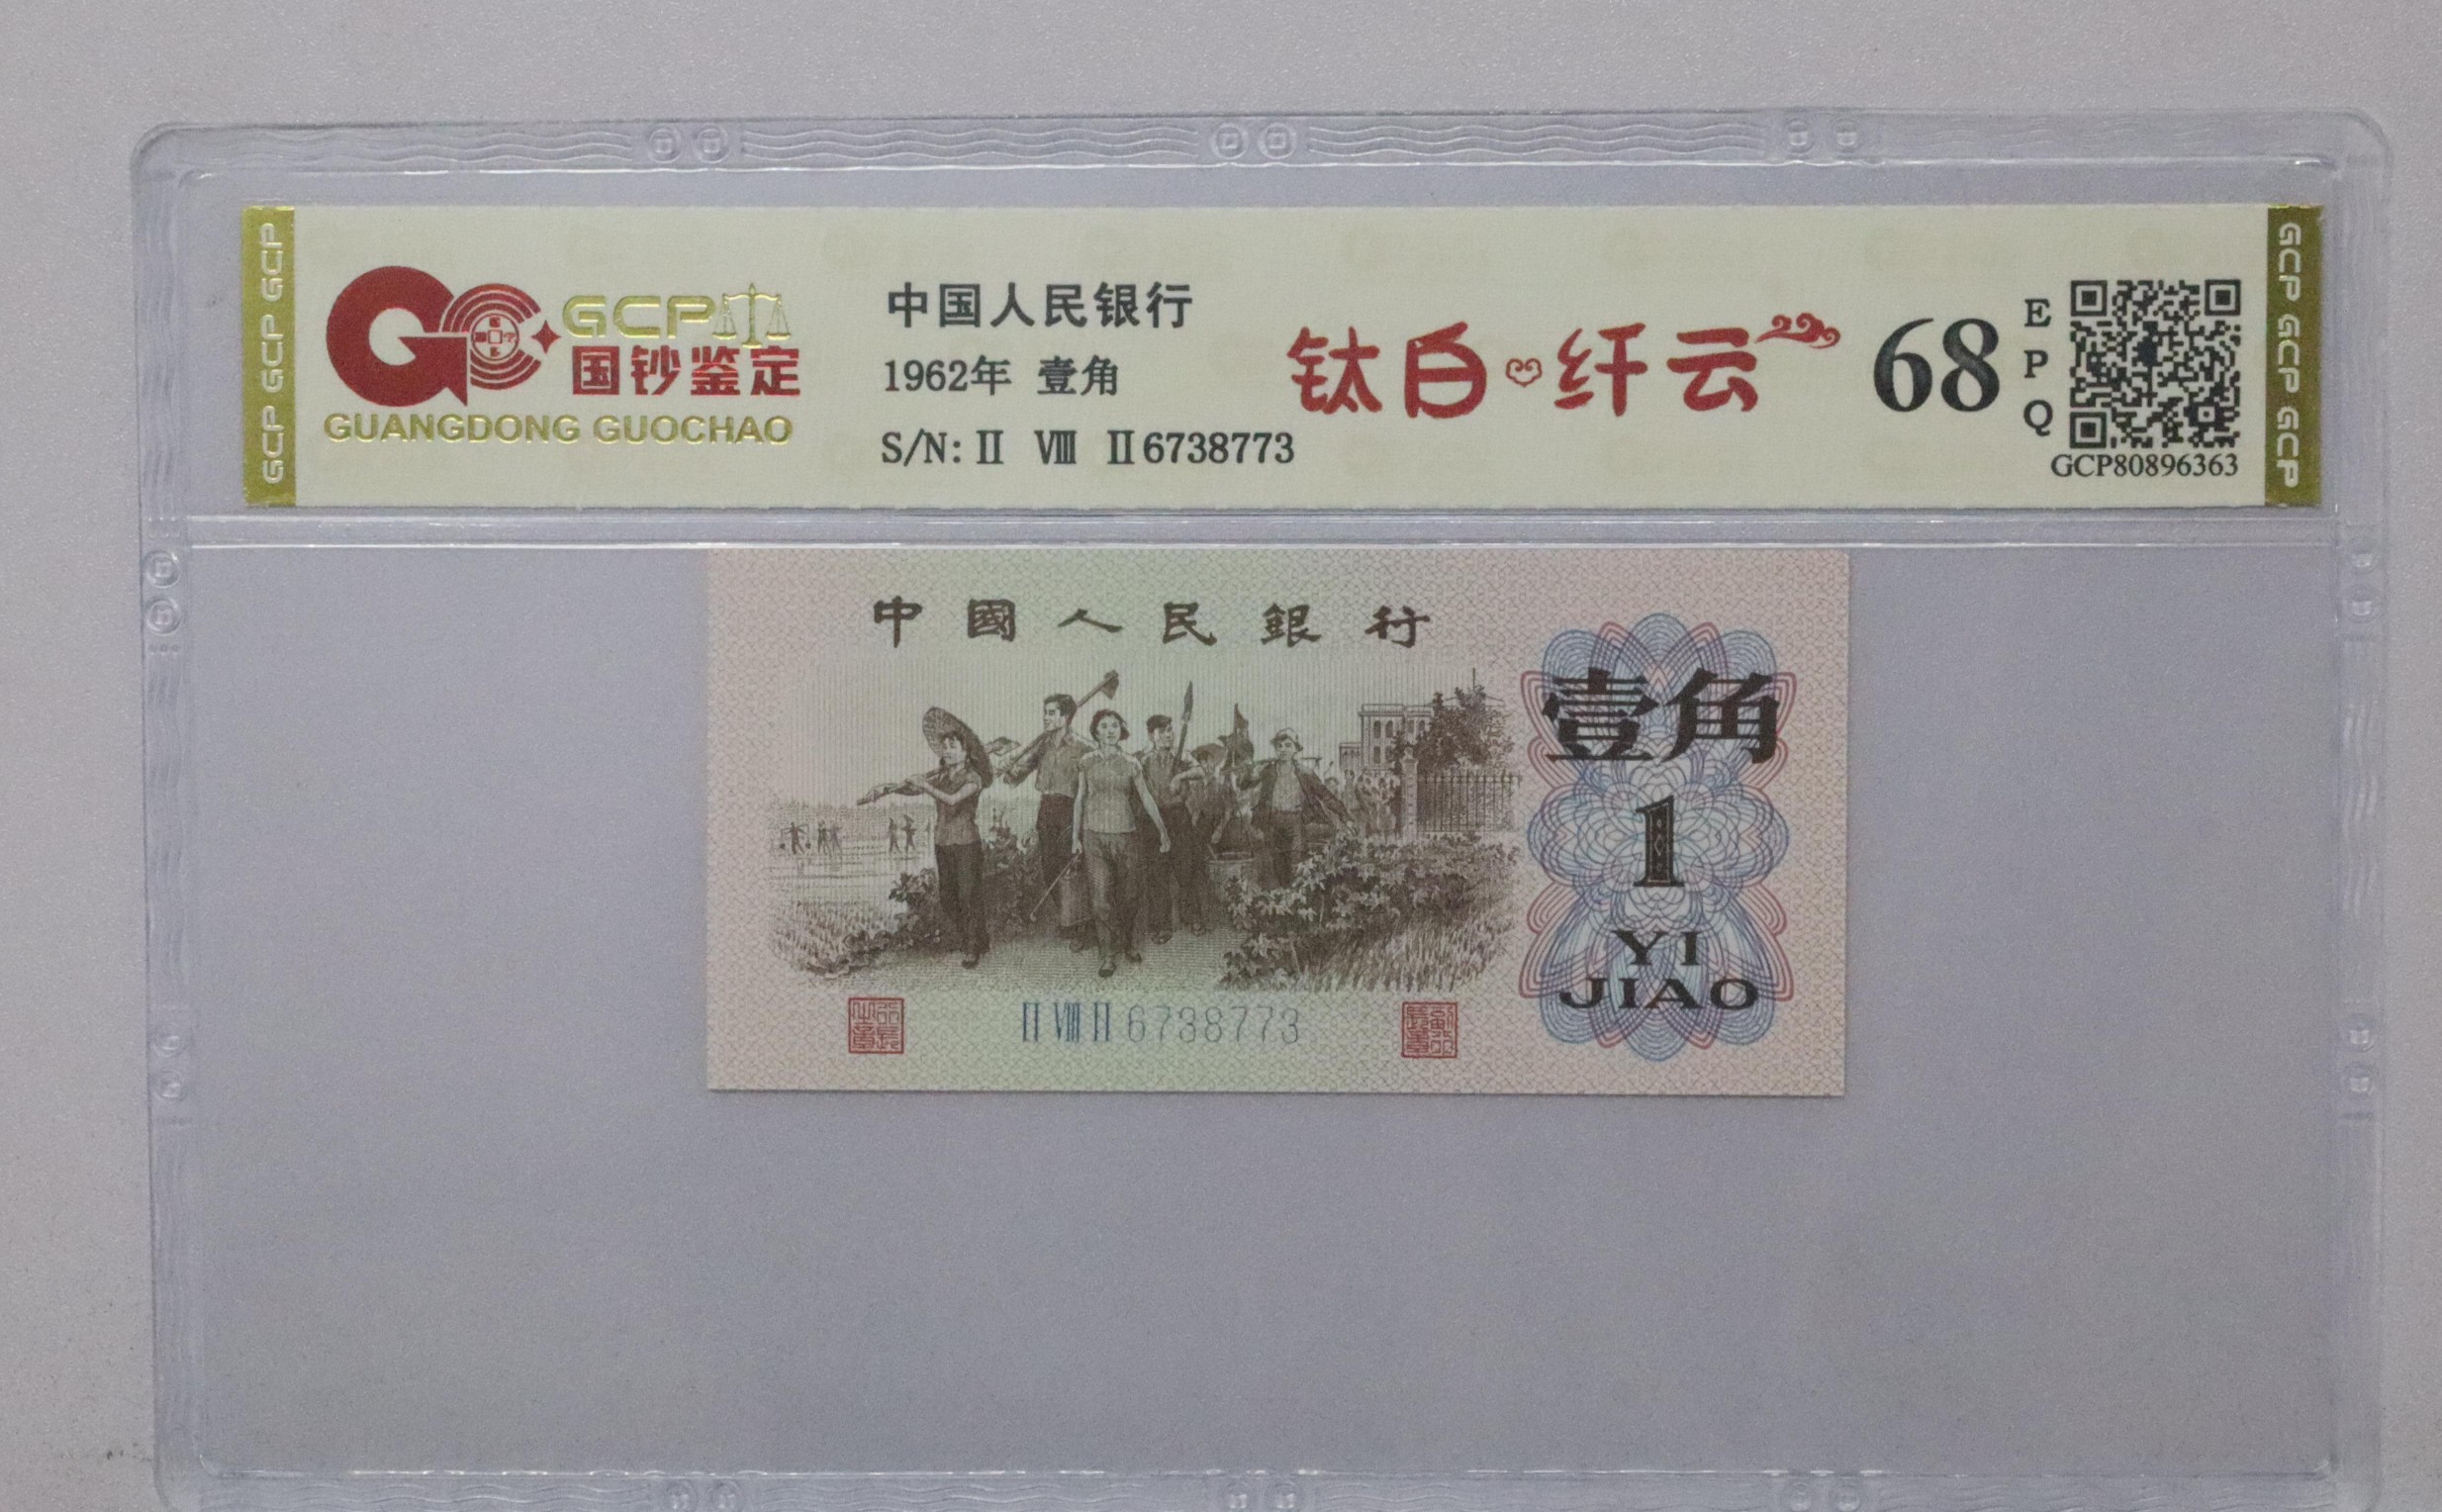 GCP GCP GCP
GCP
国钞鉴定
GUANGDONG GUOCHAO
中国人民银行
1962年 壹角
S/N: II VIII II 6738773
钛白 纤云
68
E
P
Q
GCP80896363
GCP GCP GCP
中國人民銀行
壹角
1
YI
JIAO
II VIII II 6738773